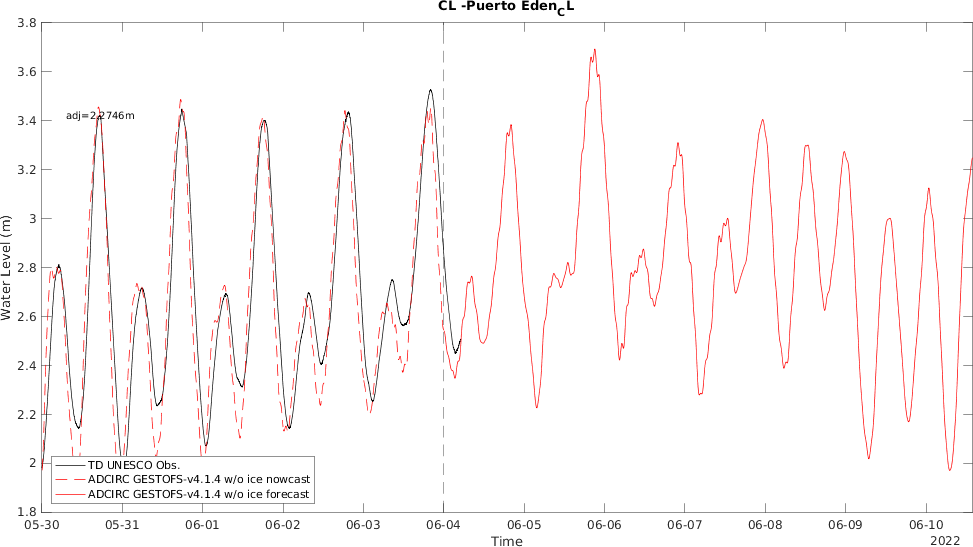 CL -Puerto Eden_CL
3.8
3.6
3.4
3.2
3
2.8
2.6
2.4
2.2
2
1.8
Water Level (m)
adj=2.2746m
TD UNESCO Obs.
ADCIRC GESTOFS-v4.1.4 w/o ice nowcast
ADCIRC GESTOFS-v4.1.4 w/o ice forecast
05-30 05-31 06-01 06-02 06-03 06-04 06-05 06-06 06-07 06-08 06-09 06-10
Time
2022